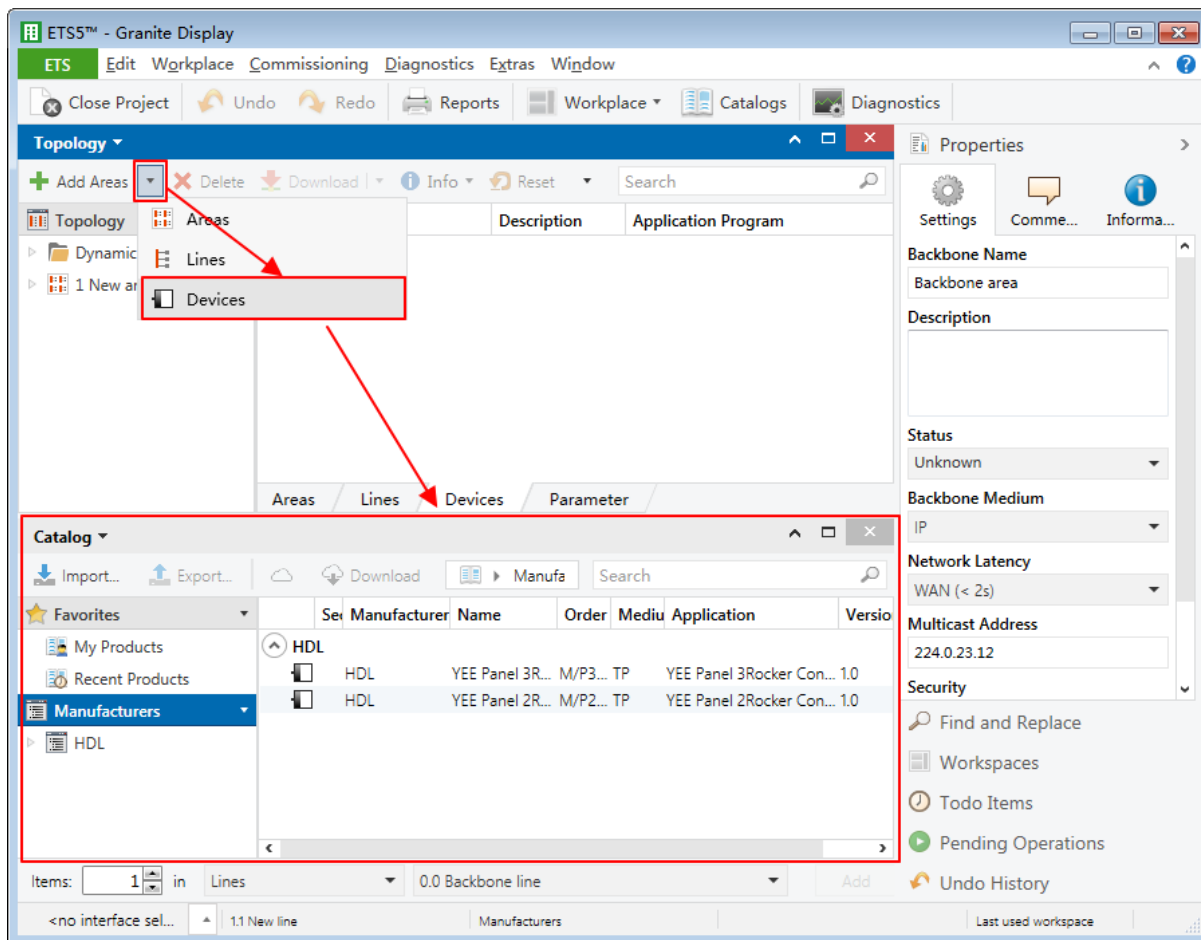 ETS5™ - Granite Display
ETS Edit Workplace Commissioning Diagnostics Extras Window
Close Project Undo Redo Reports Workplace Catalogs Diagnostics
Topology
Add Areas Delete Download Info Reset Search
Topology Description Application Program
Areas
Dynamic
Lines
1 New ar
Devices
Areas Lines Devices Parameter
Catalog
Import... Export... Download Manufa Search
Favorites Manufacturer Name Order Mediu Application Versio
My Products
HDL
Recent Products
HDL YEE Panel 3R... M/P3... TP YEE Panel 3Rocker Con... 1.0
HDL YEE Panel 2R... M/P2... TP YEE Panel 2Rocker Con... 1.0
Manufacturers
HDL
Items: 1 in Lines 0.0 Backbone line Add
<no interface sel... 1.1 New line Manufacturers Last used workspace
Properties
Settings Comme... Informa...
Backbone Name
Backbone area
Description
Status
Unknown
Backbone Medium
IP
Network Latency
WAN (< 2s)
Multicast Address
224.0.23.12
Security
Find and Replace
Workspaces
Todo Items
Pending Operations
Undo History